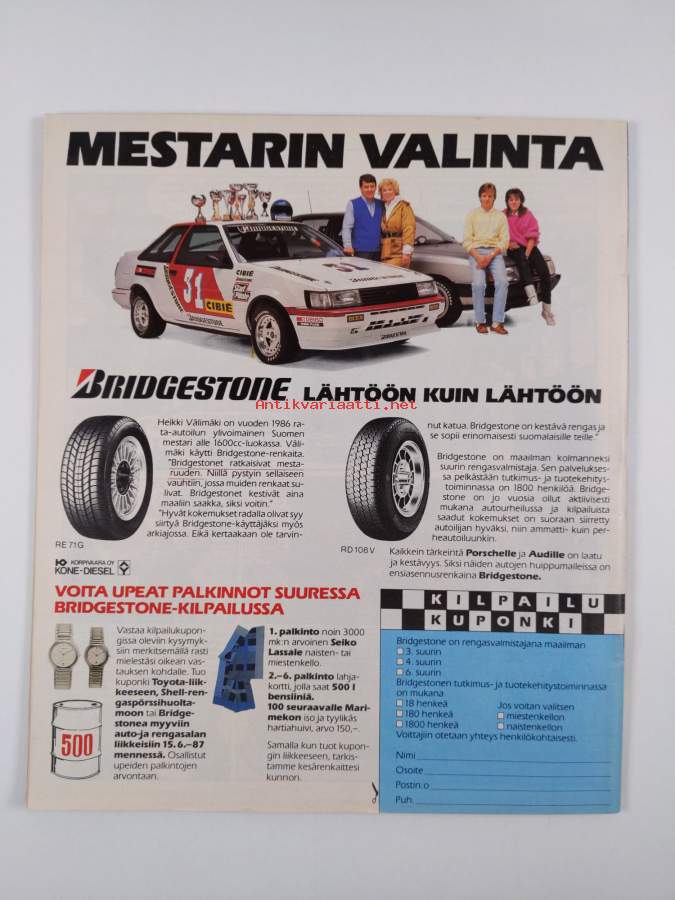 MESTARIN VALINTA
BRIDGESTONE
CIBIE
31
31
CIBIE
BRIDGESTONE
BRIDGESTONE LÄHTÖÖN KUIN LÄHTÖÖN
Antikvariaatti.net
Heikki Välimäki on vuoden 1986 ra-
ta-autoilun ylivoimainen Suomen
mestari alle 1600cc-luokassa. Väli-
mäki käytti Bridgestone-renkaita.
"Bridgestonet ratkaisivat mesta-
ruuden. Niillä pystyin sellaiseen
vauhtiin, jossa muiden renkaat su-
livat. Bridgestonet kestivät aina
maaliin saakka, siksi voitin."
"Hyvät kokemukset radalla olivat syy
siirtyä Bridgestone-käyttäjäksi myös
arkiajossa. Eikä kertaakaan ole tarvin-
RE 71G
nut katua. Bridgestone on kestävä rengas ja
se sopii erinomaisesti suomalaisille teille."
Bridgestone on maailman kolmanneksi
suurin rengasvalmistaja. Sen palvelukses-
sa pelkästään tutkimus- ja tuotekehitys-
toiminnassa on 1800 henkilöä. Bridge-
stone on jo vuosia ollut aktiivisesti
mukana autourheilussa ja kilpailuista
saadut kokemukset on suoraan siirretty
autoilijan hyväksi, niin ammatti- kuin per-
heautoiluunkin.
RD 108 V
Kaikkein tärkeintä Porschelle ja Audille on laatu
ja kestävyys. Siksi näiden autojen huippumalleissa on
ensiasennusrenkaina Bridgestone.
KORPIVAARA OY
KONE-DIESEL
VOITA UPEAT PALKINNOT SUURESSA
BRIDGESTONE-KILPAILUSSA
Vastaa kilpailukupon-
gissa oleviin kysymyk-
siin merkitsemällä rasti
mielestäsi oikean vas-
tauksen kohdalle. Tuo
kuponki Toyota-liik-
keeseen, Shell-ren-
gaspörssihuolta-
moon tai Bridge-
stonea myyviin
auto-ja rengasalan
liikkeisiin 15.6.–87
mennessä. Osallistut
upeiden palkintojen
arvontaan.
500
1. palkinto noin 3000
mk:n arvoinen Seiko
Lassale naisten- tai
miestenkello.
2.–6. palkinto lahja-
kortti, jolla saat 500 l
bensiiniä.
100 seuraavalle Mari-
mekon iso ja tyylikäs
hartiahuivi, arvo 150,–.
Samalla kun tuot kupon-
gin liikkeeseen, tarkis-
tamme kesärenkaittesi
kunnon.
KILPAILU
KUPONKI
Bridgestone on rengasvalmistajana maailman
3. suurin
4. suurin
6. suurin
Bridgestonen tutkimus- ja tuotekehitystoiminnassa
on mukana
18 henkeä
180 henkeä
1800 henkeä
Jos voitan valitsen
miestenkellon
naistenkellon
Voittajiin otetaan yhteys henkilökohtaisesti.
Nimi
Osoite
Postin:o
Puh.